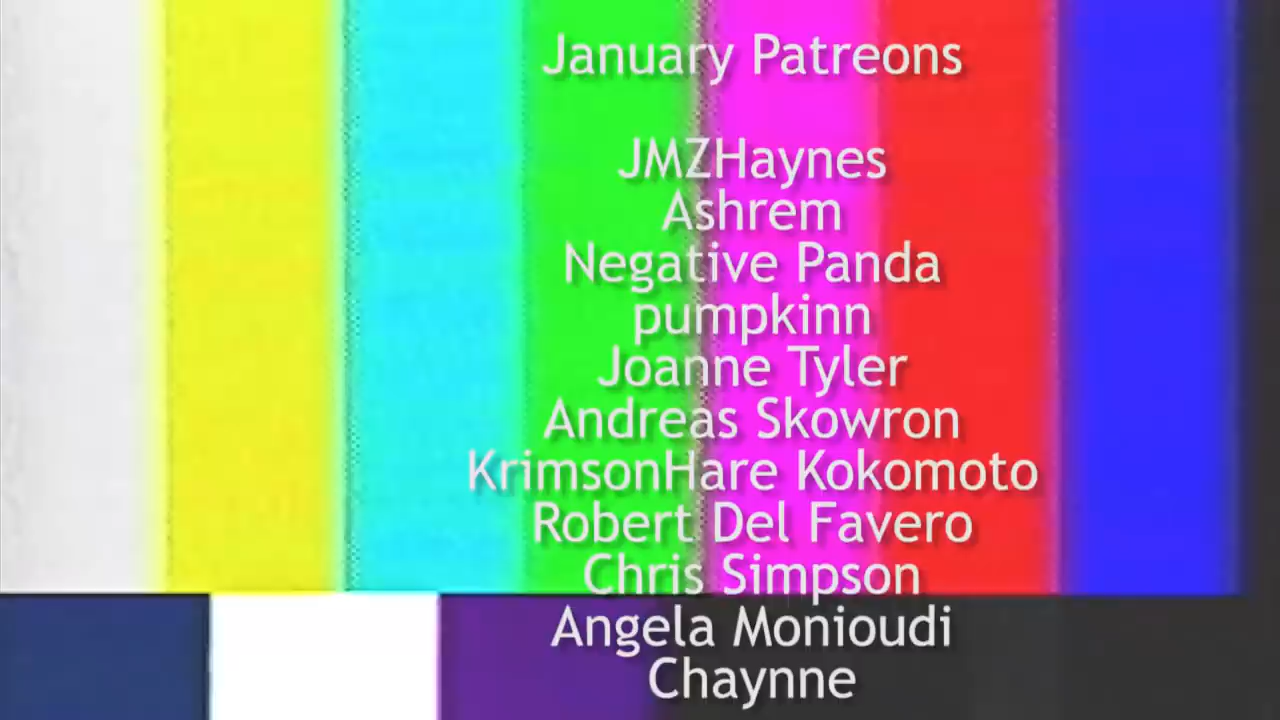 January Patreons
JMZHaynes
Ashrem
Negative Panda
pumpkinn
Joanne Tyler
Andreas Skowron
KrimsonHare Kokomoto
Robert Del Favero
Chris Simpson
Angela Monioudi
Chaynne